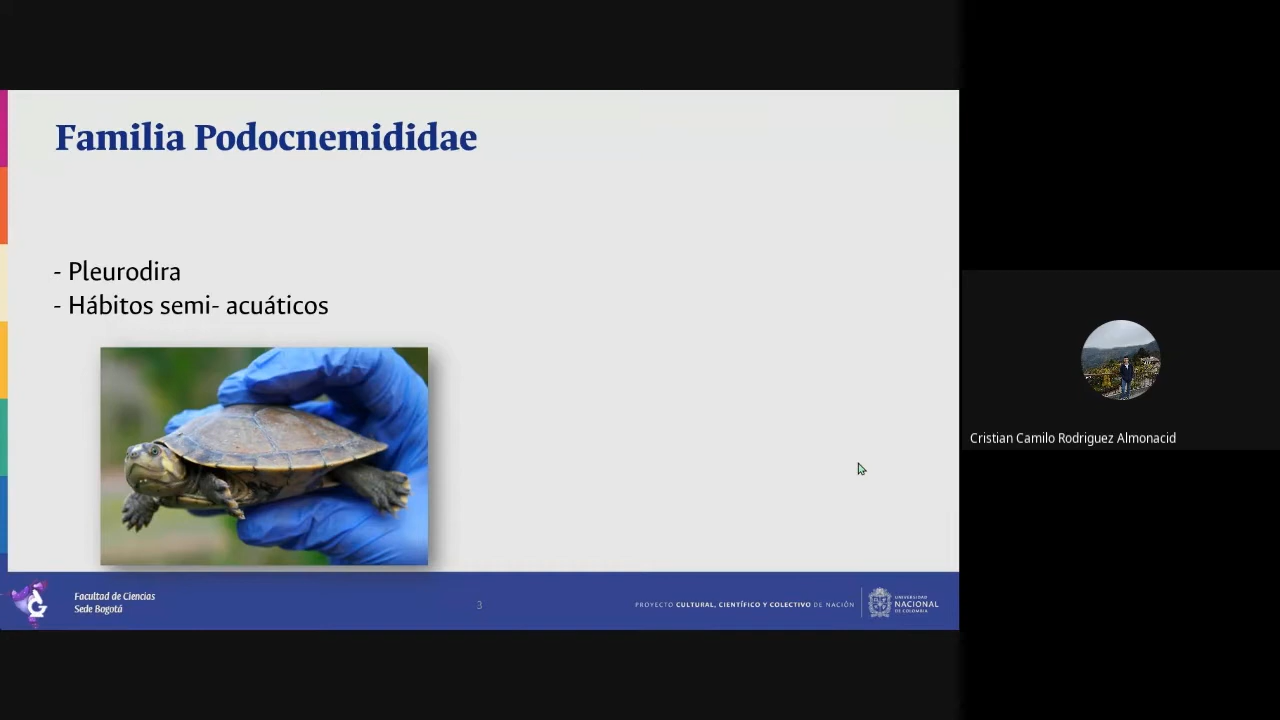 Familia Podocnemididae
- Pleurodira
- Hábitos semi- acuáticos
Cristian Camilo Rodriguez Almonacid
Facultad de Ciencias
Sede Bogotá
3
PROYECTO CULTURAL, CIENTÍFICO Y COLECTIVO DE NACIÓN
UNIVERSIDAD
NACIONAL
DE COLOMBIA